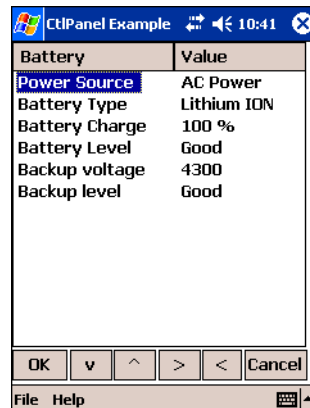 CtlPanel Example 10:41
Battery Value
Power Source AC Power
Battery Type Lithium ION
Battery Charge 100 %
Battery Level Good
Backup voltage 4300
Backup level Good
OK v ^ > < Cancel
File Help